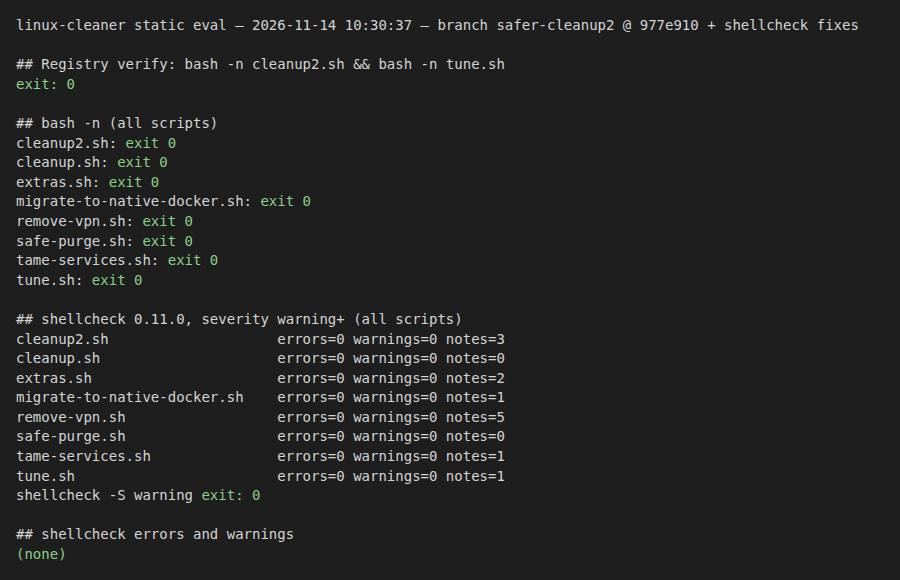 linux-cleaner static eval — 2026-11-14 10:30:37 — branch safer-cleanup2 @ 977e910 + shellcheck fixes
## Registry verify: bash -n cleanup2.sh && bash -n tune.sh
exit: 0
## bash -n (all scripts)
cleanup2.sh: exit 0
cleanup.sh: exit 0
extras.sh: exit 0
migrate-to-native-docker.sh: exit 0
remove-vpn.sh: exit 0
safe-purge.sh: exit 0
tame-services.sh: exit 0
tune.sh: exit 0
## shellcheck 0.11.0, severity warning+ (all scripts)
cleanup2.sh                    errors=0 warnings=0 notes=3
cleanup.sh                     errors=0 warnings=0 notes=0
extras.sh                      errors=0 warnings=0 notes=2
migrate-to-native-docker.sh    errors=0 warnings=0 notes=1
remove-vpn.sh                  errors=0 warnings=0 notes=5
safe-purge.sh                  errors=0 warnings=0 notes=0
tame-services.sh               errors=0 warnings=0 notes=1
tune.sh                        errors=0 warnings=0 notes=1
shellcheck -S warning exit: 0
## shellcheck errors and warnings
(none)